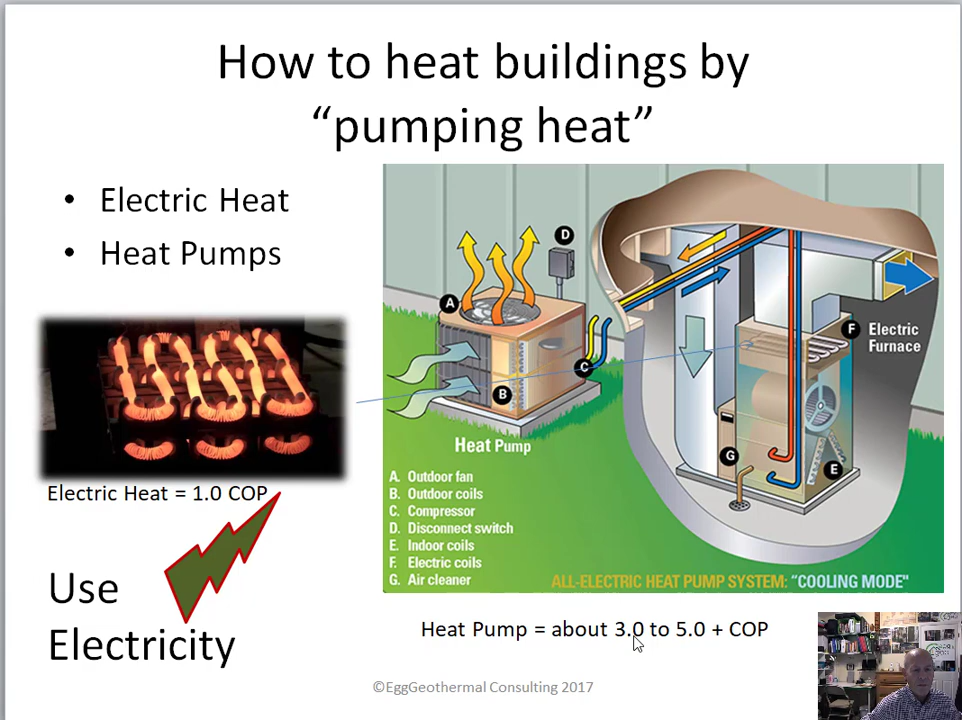 How to heat buildings by
“pumping heat”
• Electric Heat
• Heat Pumps
Electric Heat = 1.0 COP
Use
Electricity
A
B
C
D
E
F
G
Electric
Furnace
Heat Pump
A. Outdoor fan
B. Outdoor coils
C. Compressor
D. Disconnect switch
E. Indoor coils
F. Electric coils
G. Air cleaner
ALL-ELECTRIC HEAT PUMP SYSTEM: "COOLING MODE"
Heat Pump = about 3.0 to 5.0 + COP
©EggGeothermal Consulting 2017